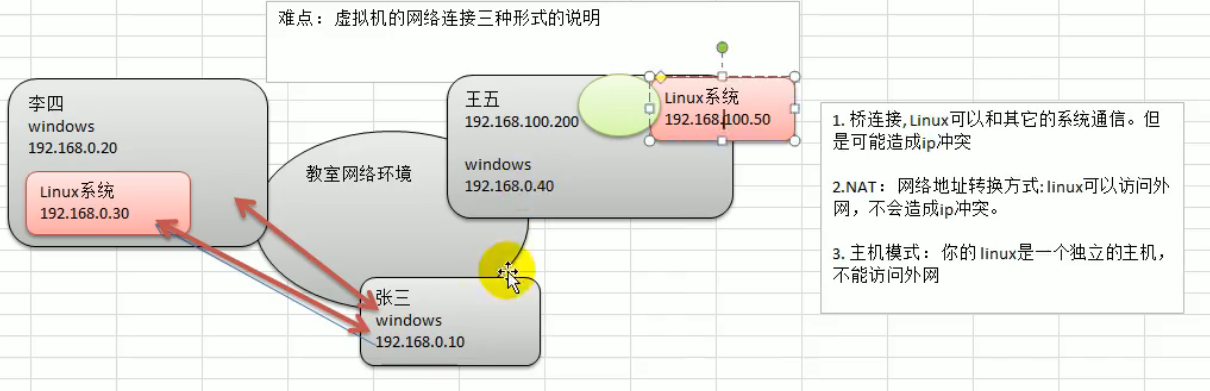 难点：虚拟机的网络连接三种形式的说明
李四
windows
192.168.0.20
Linux系统
192.168.0.30
教室网络环境
王五
192.168.100.200
windows
192.168.0.40
Linux系统
192.168.100.50
张三
windows
192.168.0.10
1. 桥连接,Linux可以和其它的系统通信。但
是可能造成ip冲突
2.NAT：网络地址转换方式:linux可以访问外
网，不会造成ip冲突。
3. 主机模式：你的 linux是一个独立的主机，
不能访问外网